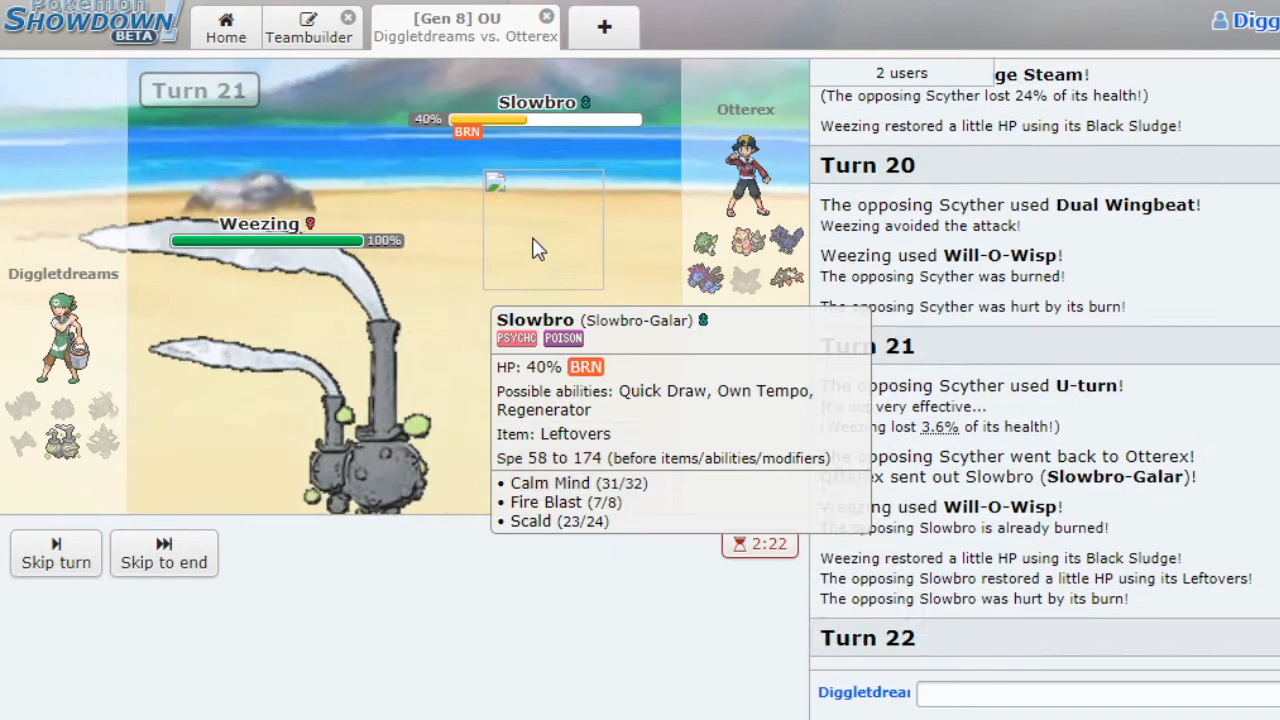 Pokémon
SHOWDOWN
BETA
Home
Teambuilder
[Gen 8] OU
Diggletdreams vs. Otterex
+
Digg
Turn 21
Slowbro
40%
BRN
Otterex
Weezing
100%
Diggletdreams
Slowbro (Slowbro-Galar)
PSYCHC POISON
HP: 40% BRN
Possible abilities: Quick Draw, Own Tempo,
Regenerator
Item: Leftovers
Spe 58 to 174 (before items/abilities/modifiers)
• Calm Mind (31/32)
• Fire Blast (7/8)
• Scald (23/24)
Skip turn
Skip to end
2:22
2 users
ge Steam!
(The opposing Scyther lost 24% of its health!)
Weezing restored a little HP using its Black Sludge!
Turn 20
The opposing Scyther used Dual Wingbeat!
Weezing avoided the attack!
Weezing used Will-O-Wisp!
The opposing Scyther was burned!
The opposing Scyther was hurt by its burn!
Turn 21
The opposing Scyther used U-turn!
It's not very effective...
(Weezing lost 3.6% of its health!)
The opposing Scyther went back to Otterex!
Otterex sent out Slowbro (Slowbro-Galar)!
Weezing used Will-O-Wisp!
The opposing Slowbro is already burned!
Weezing restored a little HP using its Black Sludge!
The opposing Slowbro restored a little HP using its Leftovers!
The opposing Slowbro was hurt by its burn!
Turn 22
Diggletdrear